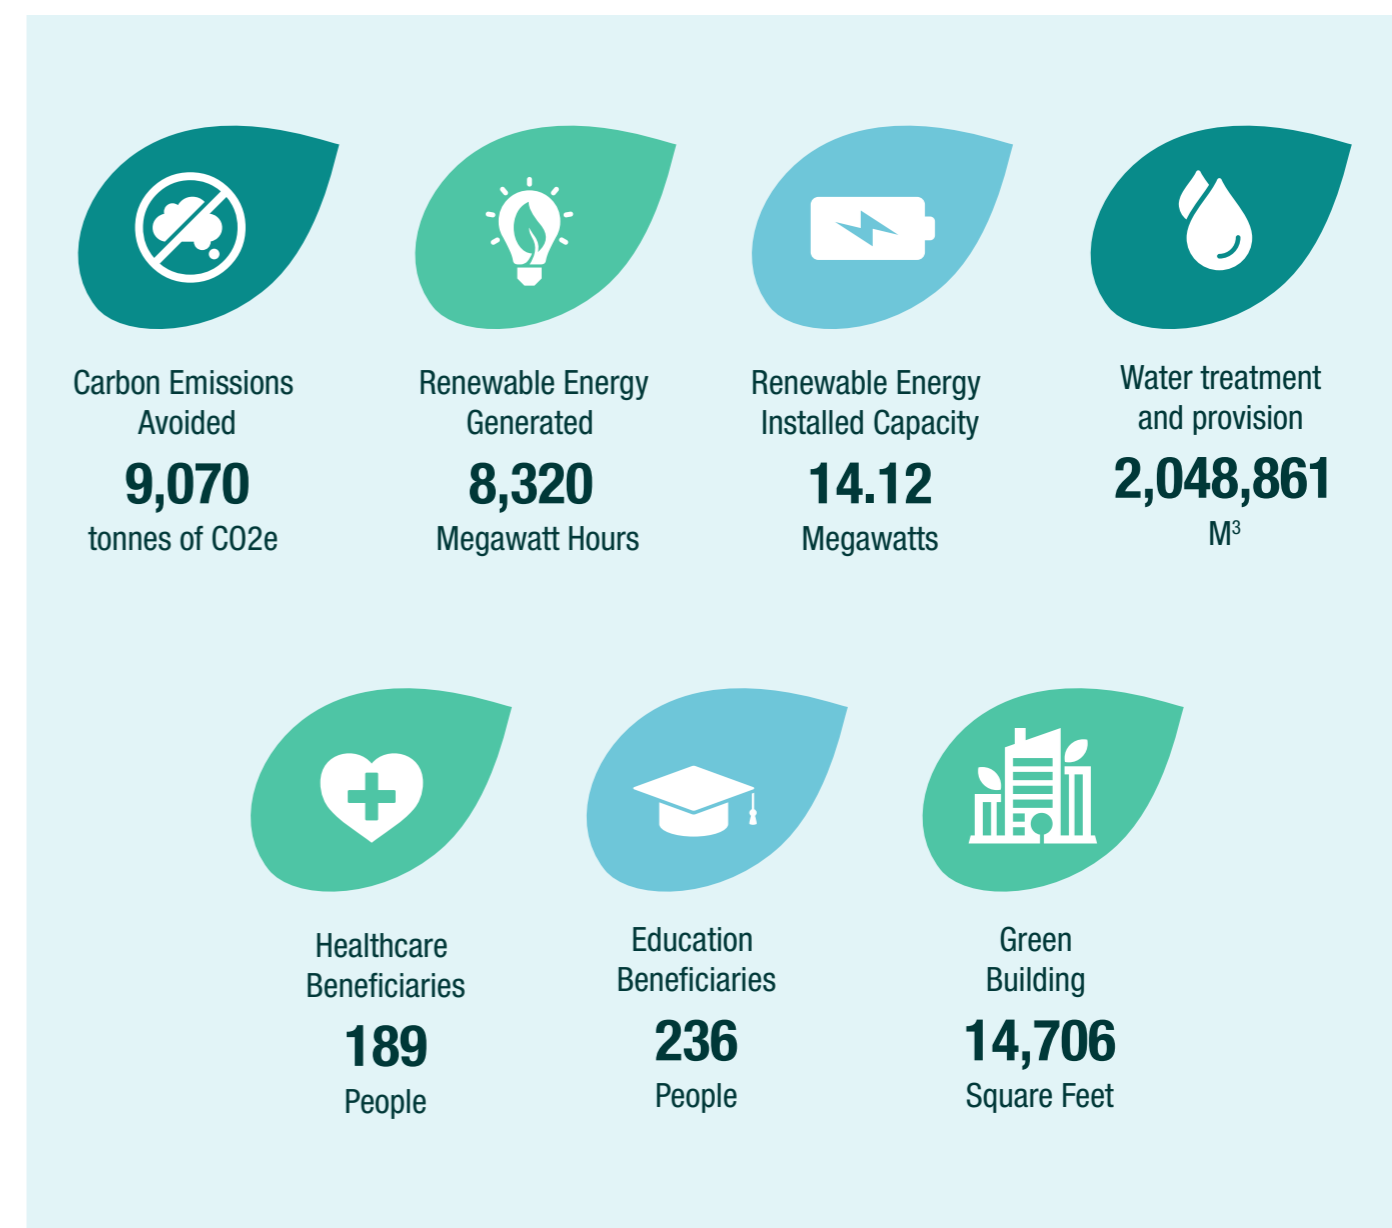 Carbon Emissions
Avoided
9,070
tonnes of CO2e
Renewable Energy
Generated
8,320
Megawatt Hours
Renewable Energy
Installed Capacity
14.12
Megawatts
Water treatment
and provision
2,048,861
M³
Healthcare
Beneficiaries
189
People
Education
Beneficiaries
236
People
Green
Building
14,706
Square Feet